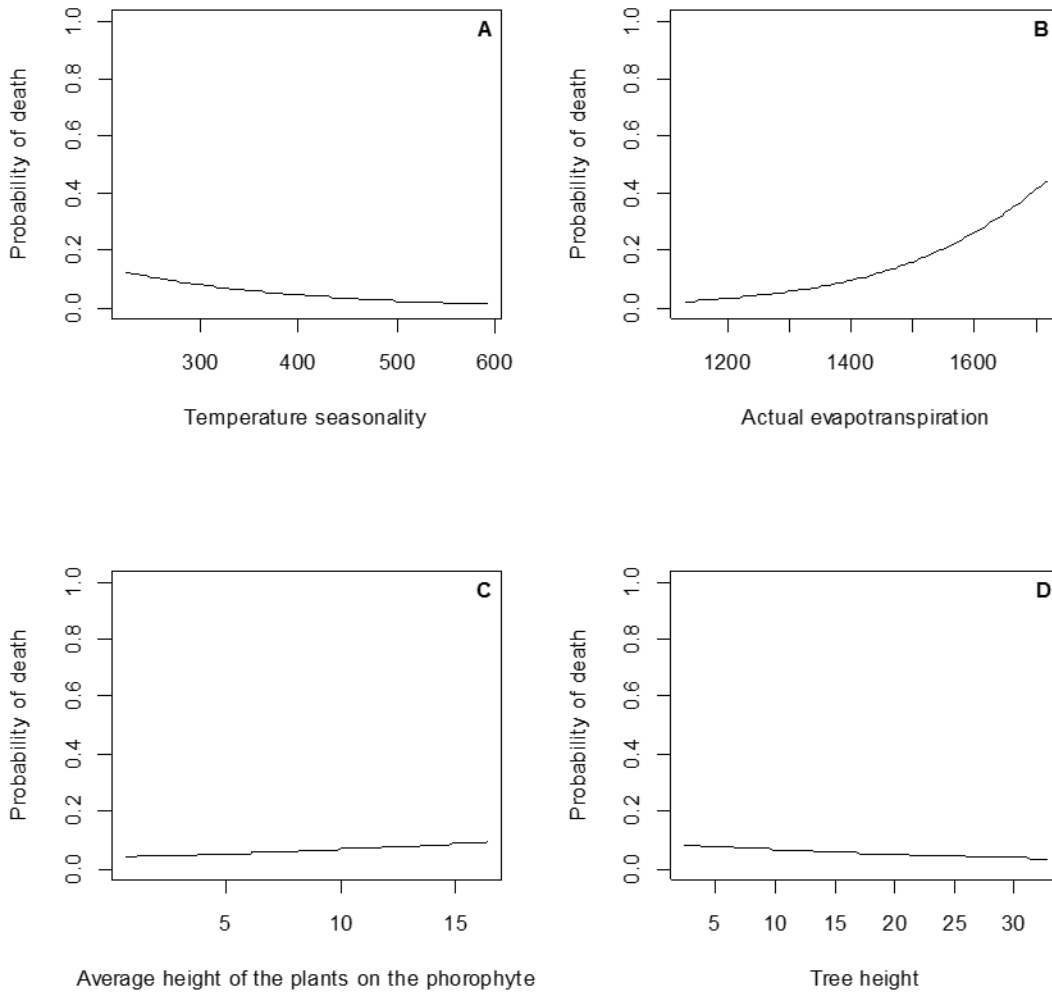 A
Probability of death
1.0
0.8
0.6
0.4
0.2
0.0
300 400 500 600
Temperature seasonality
B
Probability of death
1.0
0.8
0.6
0.4
0.2
0.0
1200 1400 1600
Actual evapotranspiration
C
Probability of death
1.0
0.8
0.6
0.4
0.2
0.0
5 10 15
Average height of the plants on the phorophyte
D
Probability of death
1.0
0.8
0.6
0.4
0.2
0.0
5 10 15 20 25 30
Tree height